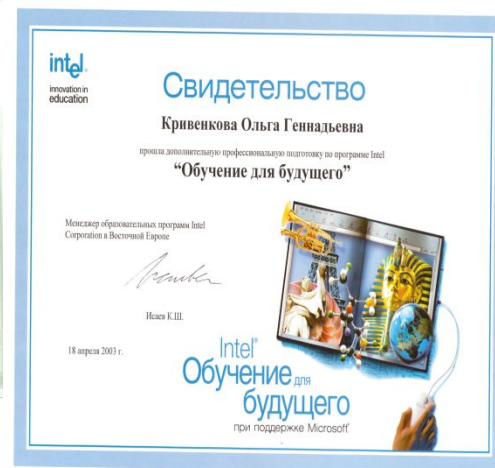 intel.
innovation in
education
Свидетельство
Кривенкова Ольга Геннадьевна
прошла дополнительную профессиональную подготовку по программе Intel
“Обучение для будущего”
Менеджер образовательных программ Intel
Corporation в Восточной Европе
Исаев К.Ш.
18 апреля 2003 г.
Intel®
Обучение для
будущего
при поддержке Microsoft®